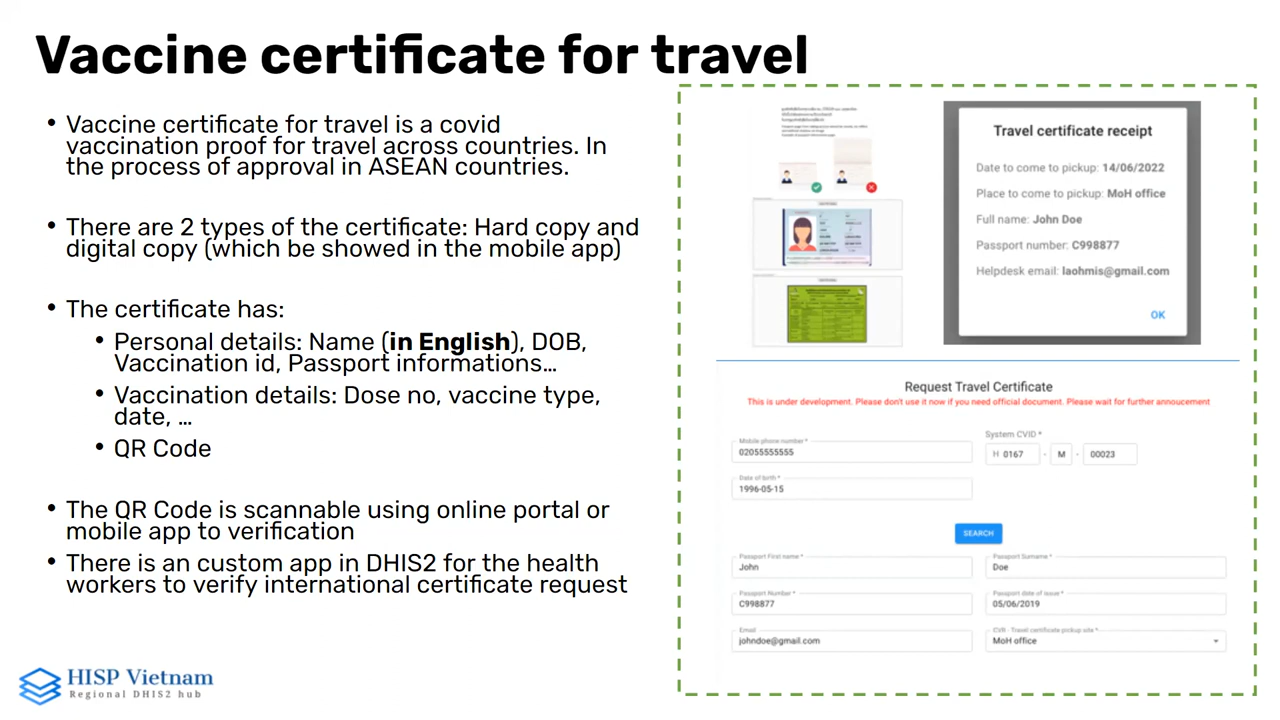 Vaccine certificate for travel
• Vaccine certificate for travel is a covid
vaccination proof for travel across countries. In
the process of approval in ASEAN countries.
• There are 2 types of the certificate: Hard copy and
digital copy (which be showed in the mobile app)
• The certificate has:
• Personal details: Name (in English), DOB,
Vaccination id, Passport informations...
• Vaccination details: Dose no, vaccine type,
date, ...
• QR Code
• The QR Code is scannable using online portal or
mobile app to verification
• There is an custom app in DHIS2 for the health
workers to verify international certificate request
HISP Vietnam
Regional DHIS2 hub
Travel certificate receipt
Date to come to pickup: 14/06/2022
Place to come to pickup: MoH office
Full name: John Doe
Passport number: C998877
Helpdesk email: laohmis@gmail.com
OK
Request Travel Certificate
This is under development. Please don't use it now if you need official document. Please wait for further annoucement
Mobile phone number *
02055555555
System CVID *
H 0167 - M - 00023
Date of birth *
1996-05-15
SEARCH
Passport First name *
John
Passport Surname *
Doe
Passport Number *
C998877
Passport date of issue *
05/06/2019
Email
johndoe@gmail.com
CVR - Travel certificate pickup site *
MoH office